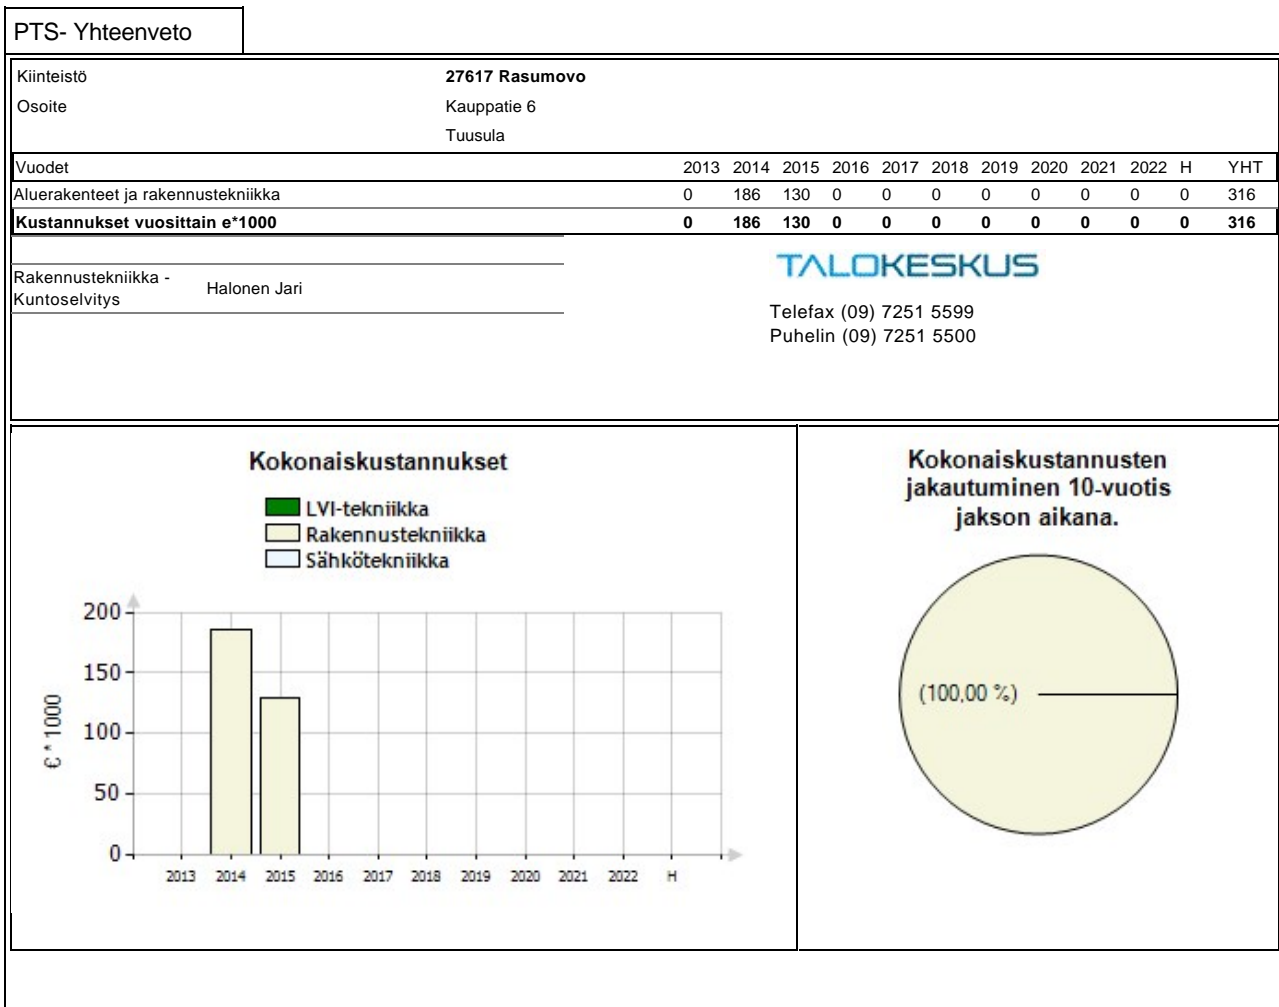 PTS- Yhteenveto
Kiinteistö 27617 Rasumovo
Osoite Kauppatie 6
Tuusula
Vuodet 2013 2014 2015 2016 2017 2018 2019 2020 2021 2022 H YHT
Aluerakenteet ja rakennustekniikka 0 186 130 0 0 0 0 0 0 0 0 316
Kustannukset vuosittain e*1000 0 186 130 0 0 0 0 0 0 0 0 316
TALOKESKUS
Rakennustekniikka -
Kuntoselvitys Halonen Jari
Telefax (09) 7251 5599
Puhelin (09) 7251 5500
Kokonaiskustannukset
LVI-tekniikka
Rakennustekniikka
Sähkötekniikka
200
150
100
50
0
€ * 1000
2013 2014 2015 2016 2017 2018 2019 2020 2021 2022 H
Kokonaiskustannusten
jakautuminen 10-vuotis
jakson aikana.
(100,00 %)